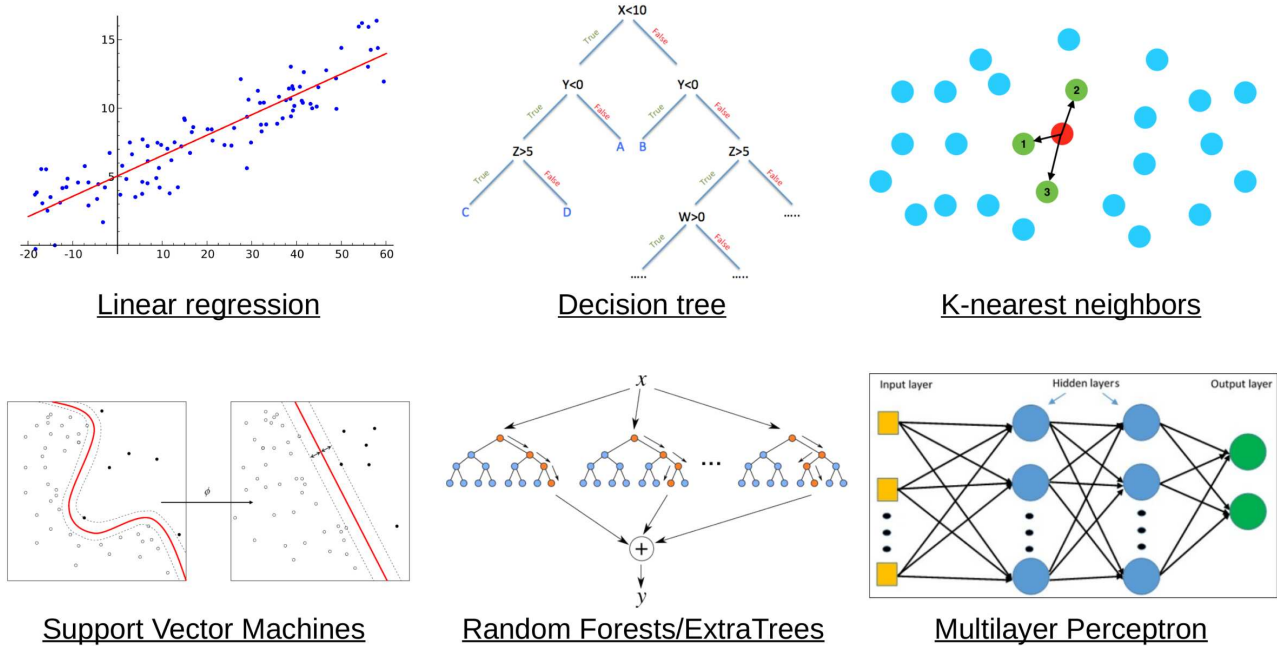 15
10
5
-20 -10 0 10 20 30 40 50 60
Linear regression
X<10
True False
Y<0 Y<0
True False True False
Z>5 A B Z>5
True False True False
C D W>0 .....
True False
..... .....
Decision tree
2
1
3
K-nearest neighbors
ϕ
Support Vector Machines
x
...
+
y
Random Forests/ExtraTrees
Input layer Hidden layers Output layer
Multilayer Perceptron